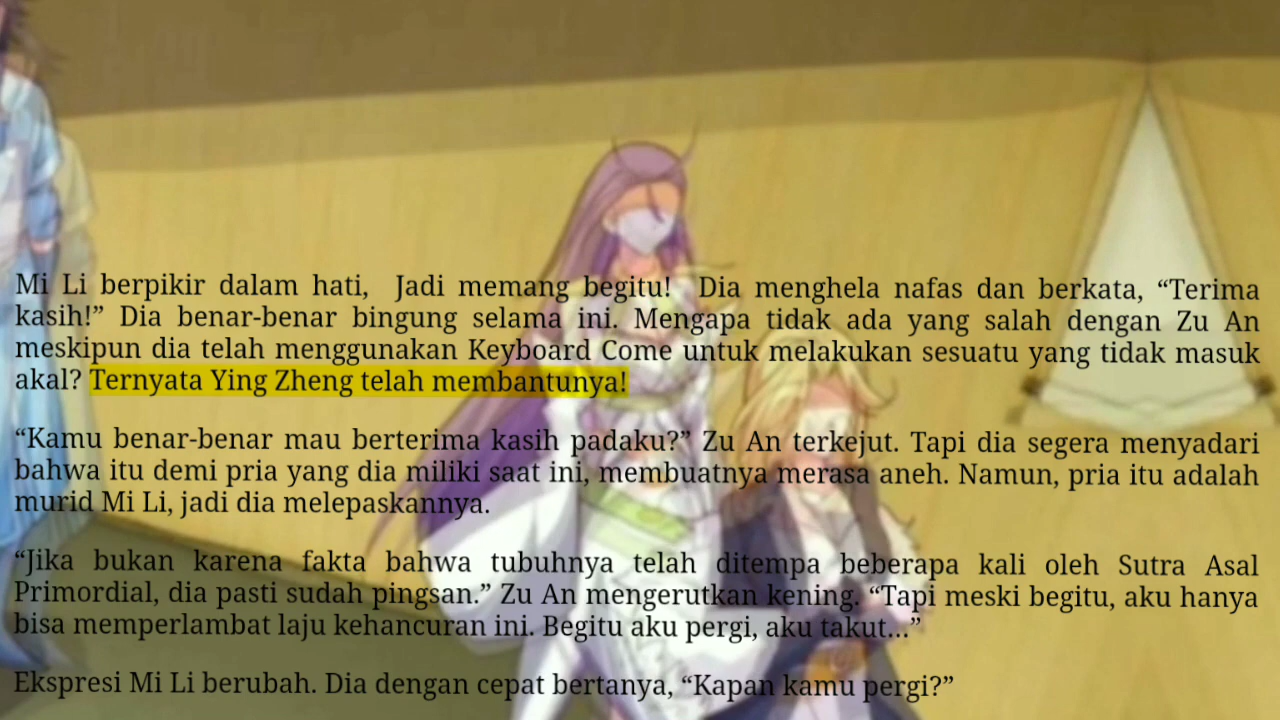 Mi Li berpikir dalam hati,  Jadi memang begitu!  Dia menghela nafas dan berkata, “Terima
kasih!” Dia benar-benar bingung selama ini. Mengapa tidak ada yang salah dengan Zu An
meskipun dia telah menggunakan Keyboard Come untuk melakukan sesuatu yang tidak masuk
akal? Ternyata Ying Zheng telah membantunya!
“Kamu benar-benar mau berterima kasih padaku?” Zu An terkejut. Tapi dia segera menyadari
bahwa itu demi pria yang dia miliki saat ini, membuatnya merasa aneh. Namun, pria itu adalah
murid Mi Li, jadi dia melepaskannya.
“Jika bukan karena fakta bahwa tubuhnya telah ditempa beberapa kali oleh Sutra Asal
Primordial, dia pasti sudah pingsan.” Zu An mengerutkan kening. “Tapi meski begitu, aku hanya
bisa memperlambat laju kehancuran ini. Begitu aku pergi, aku takut...”
Ekspresi Mi Li berubah. Dia dengan cepat bertanya, “Kapan kamu pergi?”